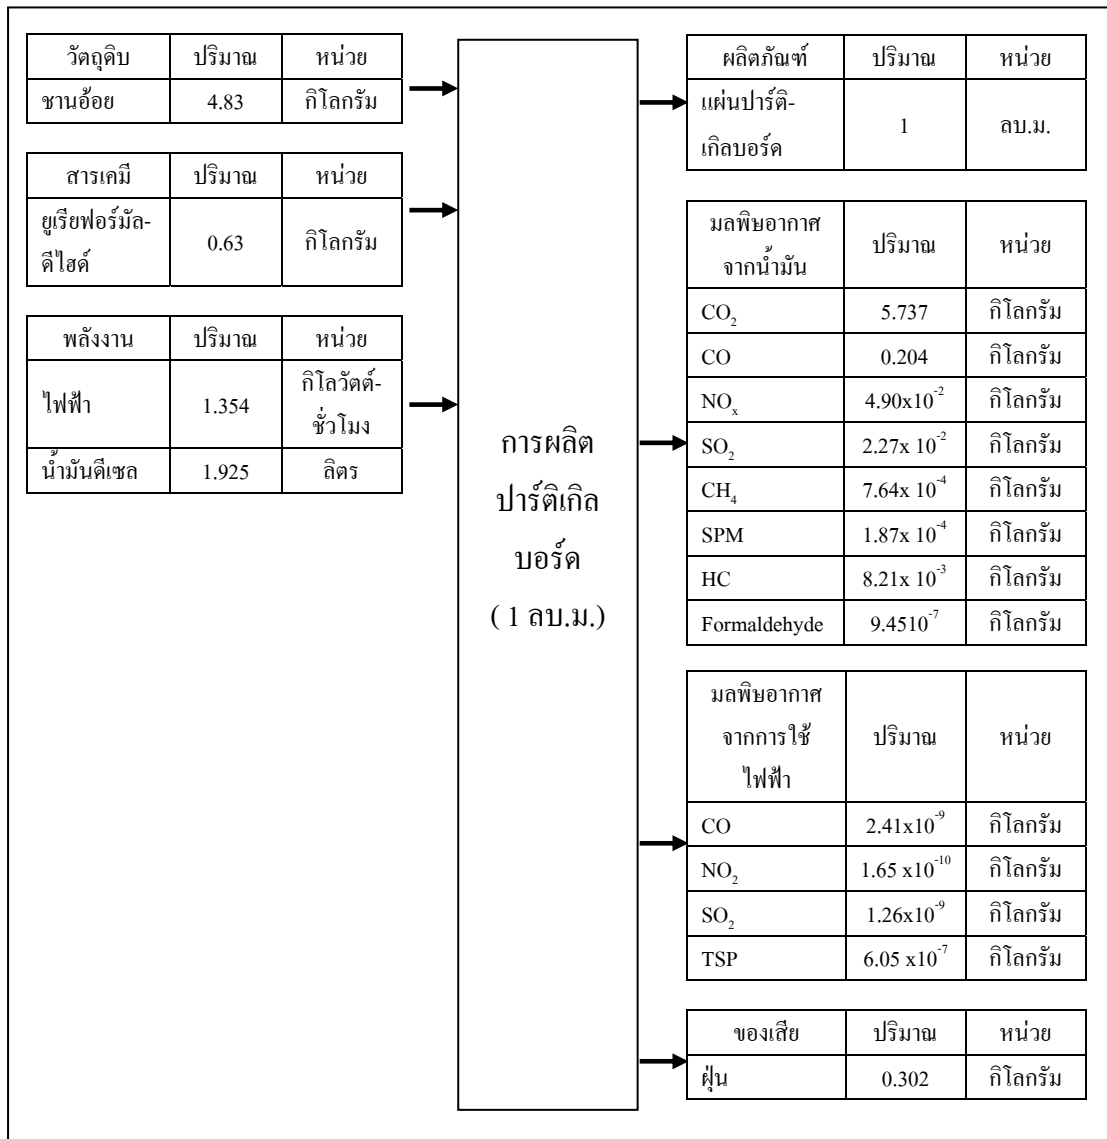 วัตถุดิบ ปริมาณ หน่วย
ชานอ้อย 4.83 กิโลกรัม
สารเคมี ปริมาณ หน่วย
ยูเรียฟอร์มัล-
ดีไฮด์ 0.63 กิโลกรัม
พลังงาน ปริมาณ หน่วย
ไฟฟ้า 1.354 กิโลวัตต์-
ชั่วโมง
น้ำมันดีเซล 1.925 ลิตร
การผลิต
ปาร์ติเกิล
บอร์ด
( 1 ลบ.ม.)
ผลิตภัณฑ์ ปริมาณ หน่วย
แผ่นปาร์ติ-
เกิลบอร์ด 1 ลบ.ม.
มลพิษอากาศ
จากน้ำมัน ปริมาณ หน่วย
CO₂ 5.737 กิโลกรัม
CO 0.204 กิโลกรัม
NOₓ 4.90x10⁻² กิโลกรัม
SO₂ 2.27x 10⁻² กิโลกรัม
CH₄ 7.64x 10⁻⁴ กิโลกรัม
SPM 1.87x 10⁻⁴ กิโลกรัม
HC 8.21x 10⁻³ กิโลกรัม
Formaldehyde 9.4510⁻⁷ กิโลกรัม
มลพิษอากาศ
จากการใช้
ไฟฟ้า ปริมาณ หน่วย
CO 2.41x10⁻⁹ กิโลกรัม
NO₂ 1.65 x10⁻¹⁰ กิโลกรัม
SO₂ 1.26x10⁻⁹ กิโลกรัม
TSP 6.05 x10⁻⁷ กิโลกรัม
ของเสีย ปริมาณ หน่วย
ฝุ่น 0.302 กิโลกรัม